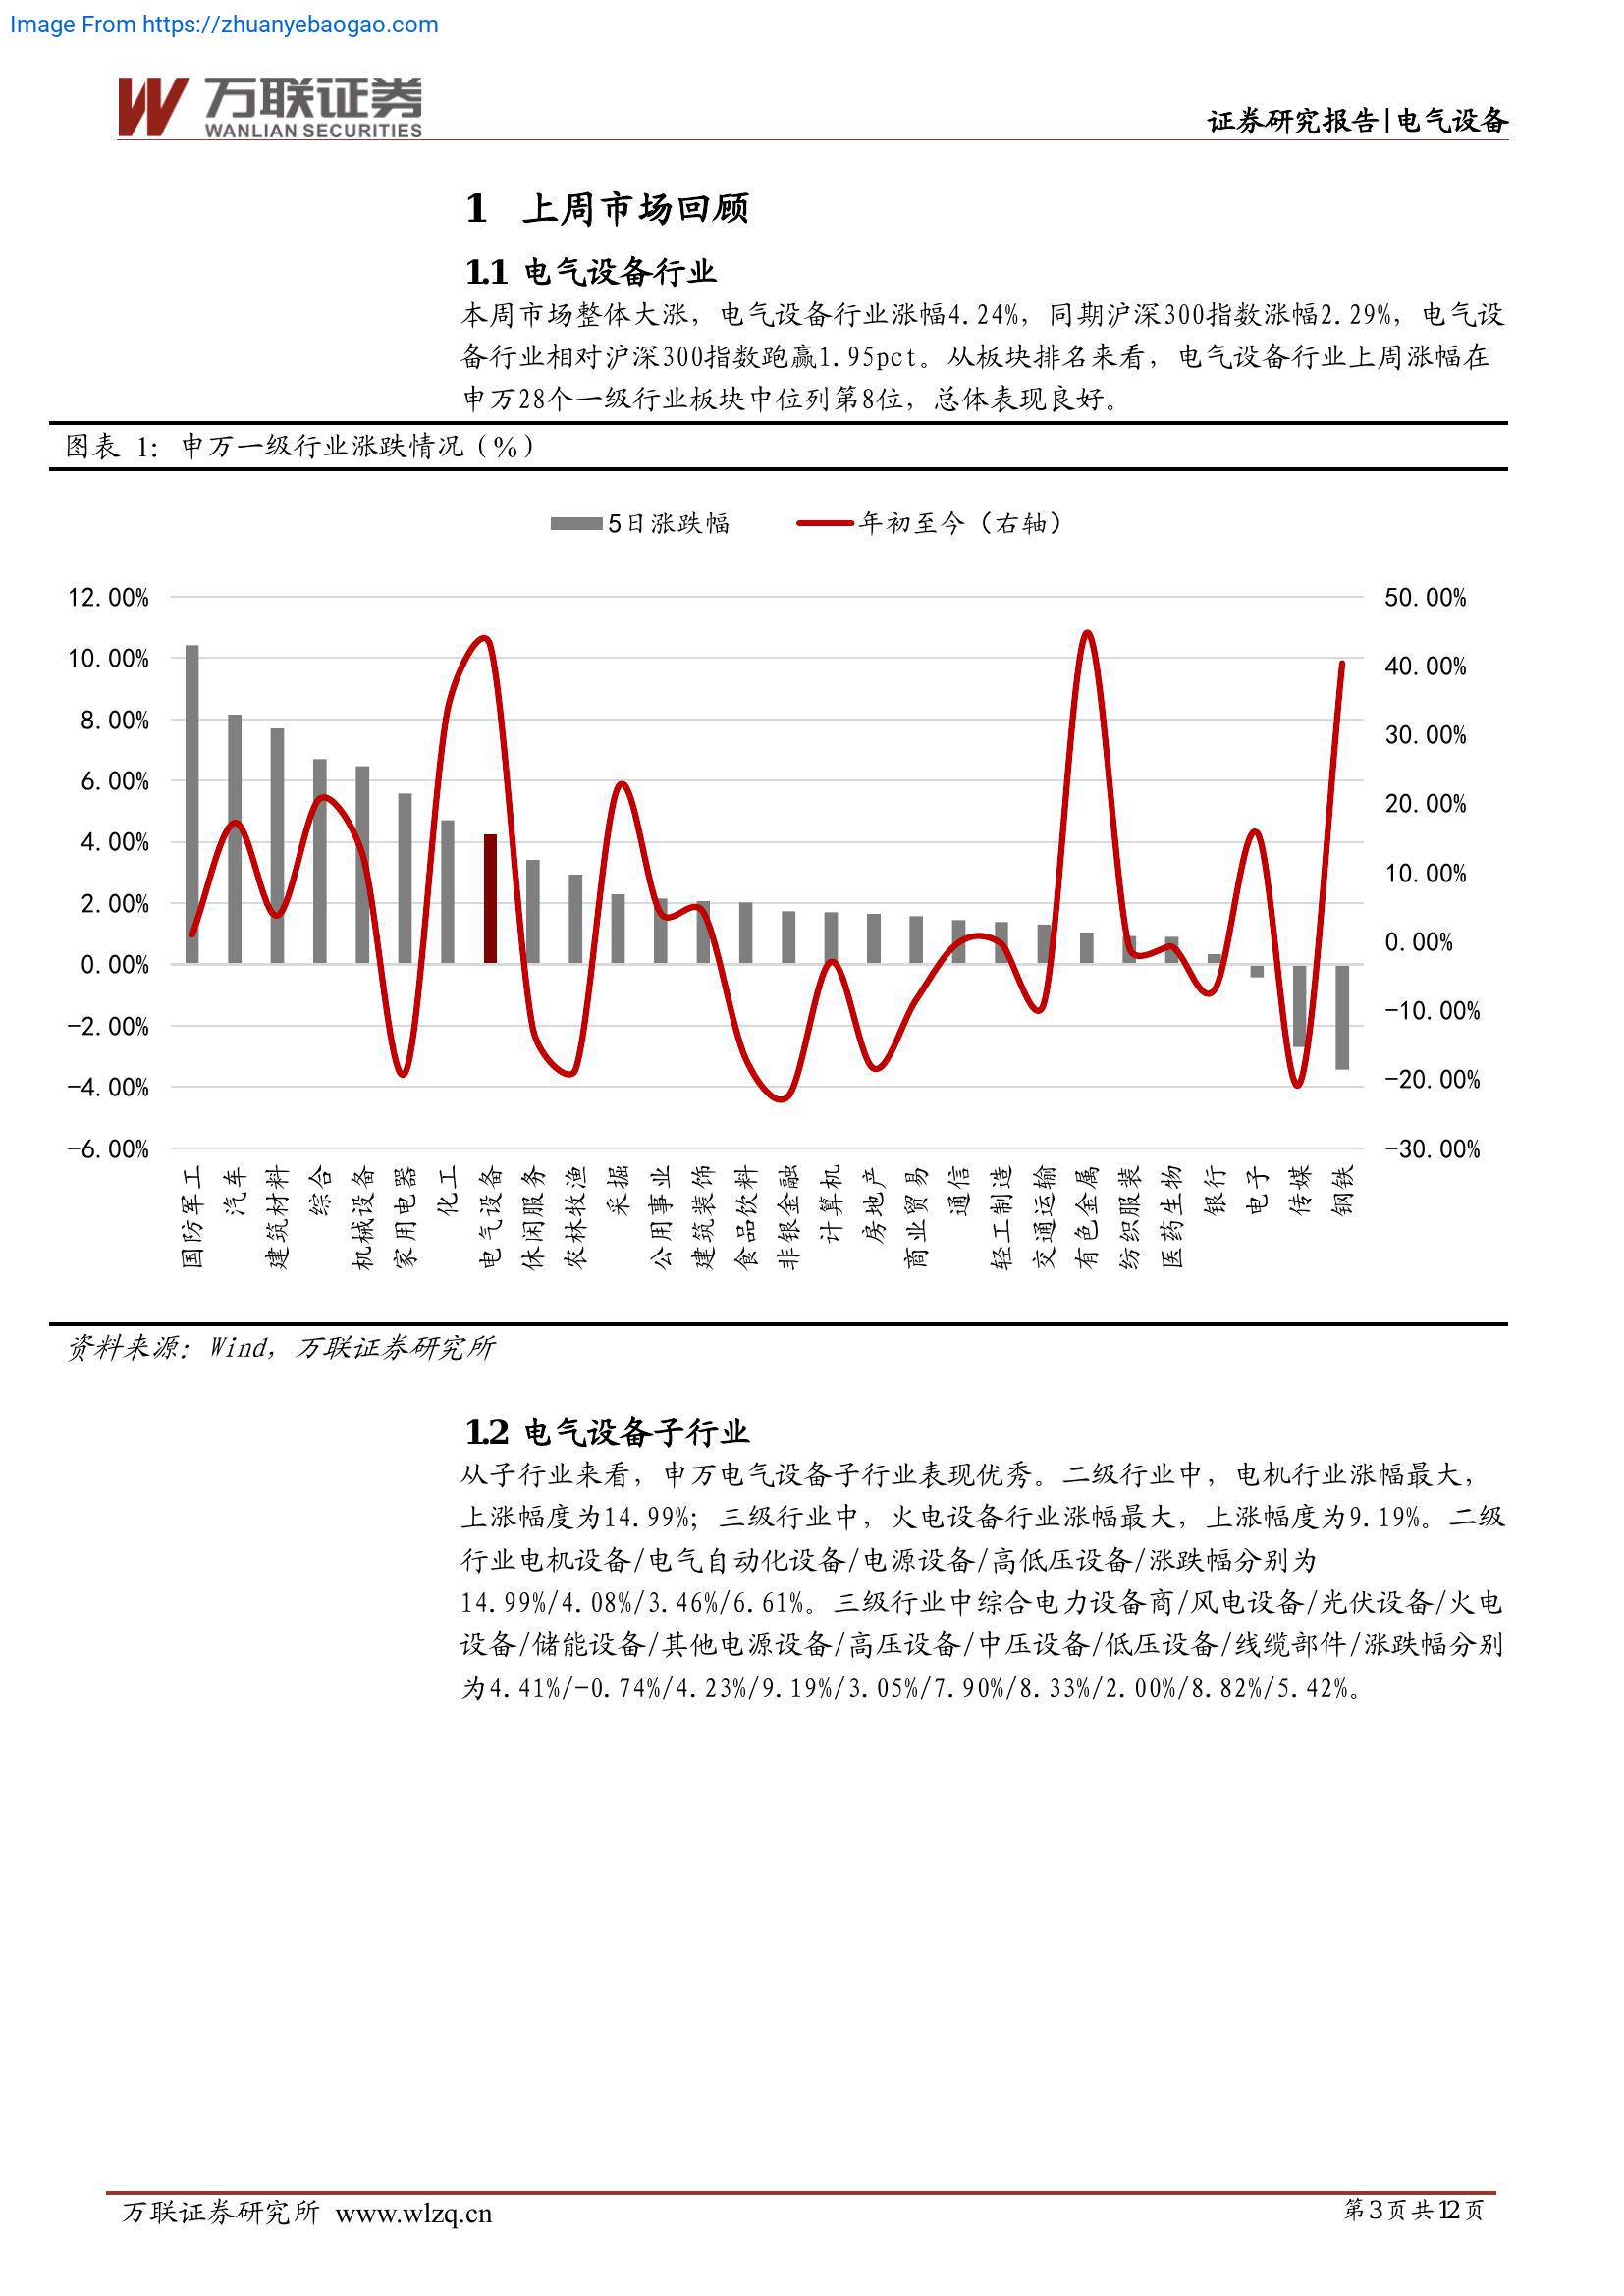 Image From https://zhuanyebaogao.com
万联证券
WANLIAN SECURITIES
证券研究报告|电气设备
1 上周市场回顾
1.1 电气设备行业
本周市场整体大涨，电气设备行业涨幅4.24%，同期沪深300指数涨幅2.29%，电气设
备行业相对沪深300指数跑赢1.95pct。从板块排名来看，电气设备行业上周涨幅在
申万28个一级行业板块中位列第8位，总体表现良好。
图表 1：申万一级行业涨跌情况（%）
5日涨跌幅 年初至今（右轴）
12.00% 50.00%
10.00% 40.00%
8.00% 30.00%
6.00% 20.00%
4.00% 10.00%
2.00% 0.00%
0.00% -10.00%
-2.00% -20.00%
-4.00% -30.00%
-6.00%
国防军工
汽车
建筑材料
综合
机械设备
家用电器
化工
电气设备
休闲服务
农林牧渔
采掘
公用事业
建筑装饰
食品饮料
非银金融
计算机
房地产
商业贸易
通信
轻工制造
交通运输
有色金属
纺织服装
医药生物
银行
电子
传媒
钢铁
资料来源：Wind，万联证券研究所
1.2 电气设备子行业
从子行业来看，申万电气设备子行业表现优秀。二级行业中，电机行业涨幅最大，
上涨幅度为14.99%；三级行业中，火电设备行业涨幅最大，上涨幅度为9.19%。二级
行业电机设备/电气自动化设备/电源设备/高低压设备/涨跌幅分别为
14.99%/4.08%/3.46%/6.61%。三级行业中综合电力设备商/风电设备/光伏设备/火电
设备/储能设备/其他电源设备/高压设备/中压设备/低压设备/线缆部件/涨跌幅分别
为4.41%/-0.74%/4.23%/9.19%/3.05%/7.90%/8.33%/2.00%/8.82%/5.42%。
万联证券研究所 www.wlzq.cn 第3页共12页